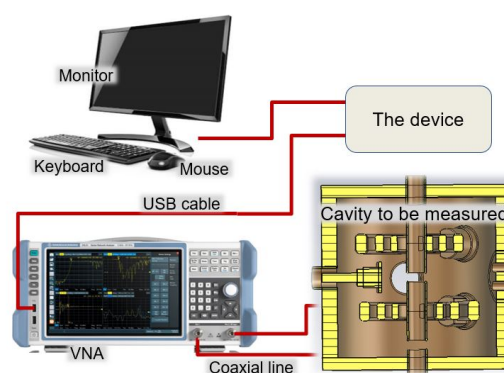 Monitor
The device
Keyboard
Mouse
USB cable
Cavity to be measured
VNA
Coaxial line